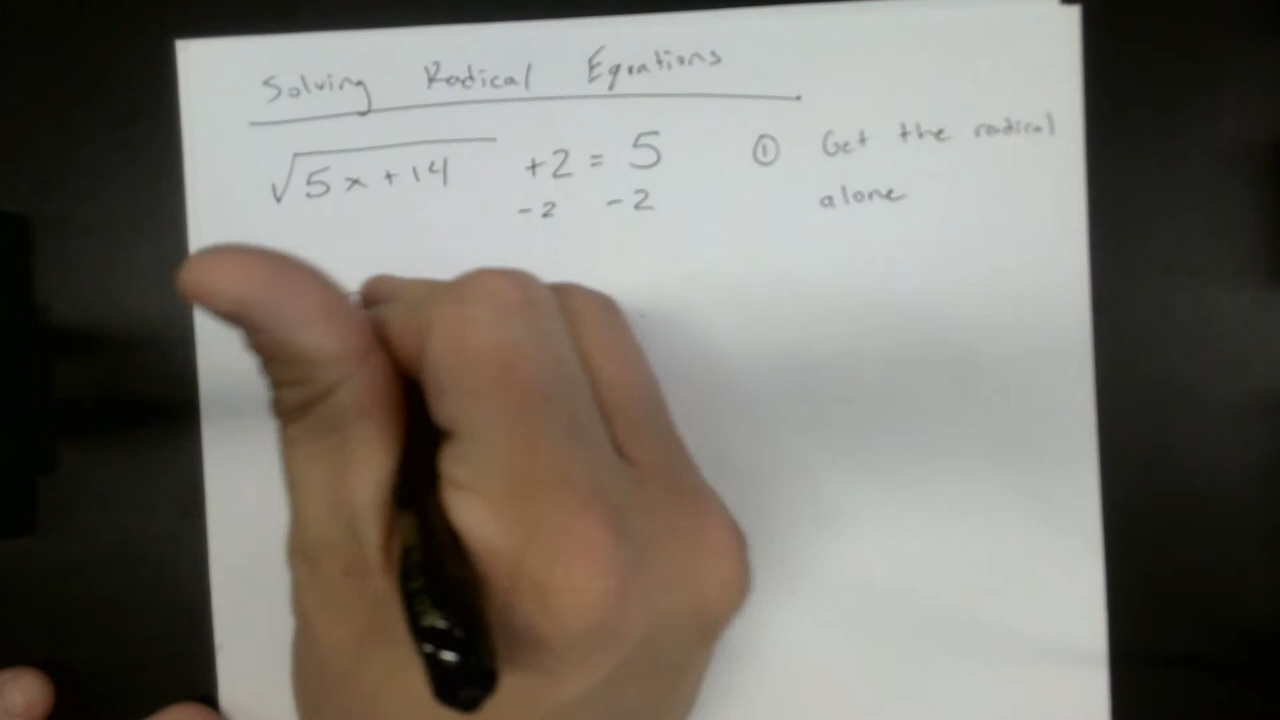 Solving Radical Equations
√5x+14 +2 = 5
-2 -2
① Get the radical
alone